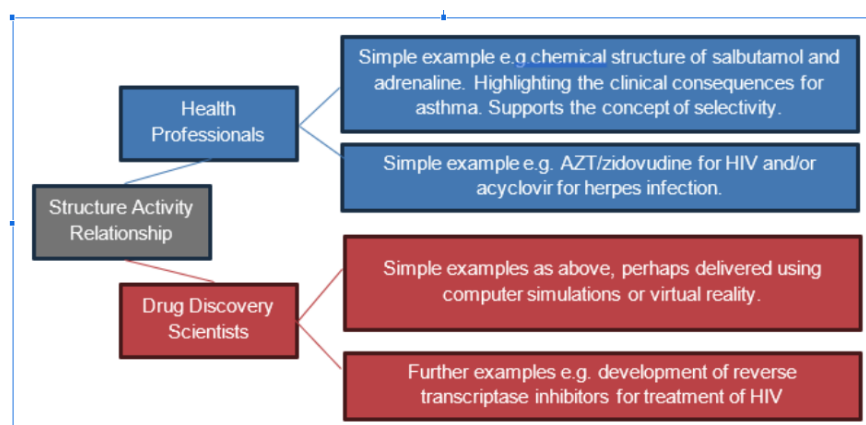 Simple example e.g.chemical structure of salbutamol and
adrenaline. Highlighting the clinical consequences for
asthma. Supports the concept of selectivity.
Health
Professionals
Simple example e.g. AZT/zidovudine for HIV and/or
acyclovir for herpes infection.
Structure Activity
Relationship
Simple examples as above, perhaps delivered using
computer simulations or virtual reality.
Drug Discovery
Scientists
Further examples e.g. development of reverse
transcriptase inhibitors for treatment of HIV